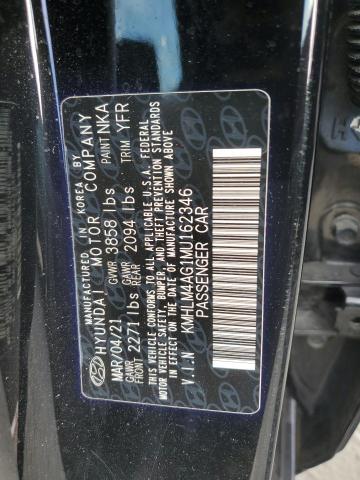 MANUFACTURED IN KOREA BY
HYUNDAI MOTOR COMPANY
MAR/04/21 GVWR 3858 lbs PAINT NKA
GAWR FRONT 2271 lbs GAWR REAR 2094 lbs TRIM YFR
THIS VEHICLE CONFORMS TO ALL APPLICABLE U.S.A. FEDERAL
MOTOR VEHICLE SAFETY, BUMPER, AND THEFT PREVENTION STANDARDS
IN EFFECT ON THE DATE OF MANUFACTURE SHOWN ABOVE.
V.I.N KMHLM4AG1MU162346
PASSENGER CAR